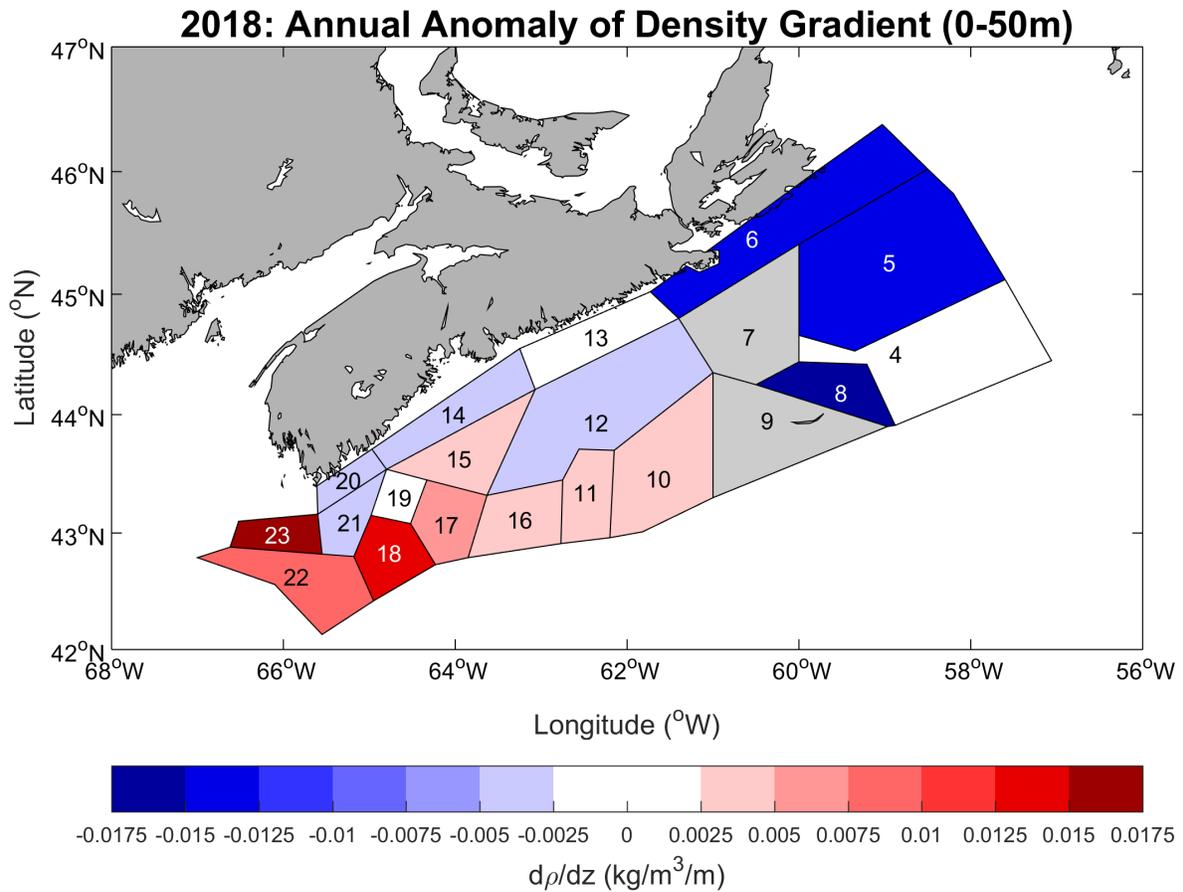 2018: Annual Anomaly of Density Gradient (0-50m)
47°N
46°N
45°N
44°N
43°N
42°N
Latitude (°N)
6
5
7
4
13
8
9
14
12
15
20
19
10
11
21
17
16
23
18
22
68°W 66°W 64°W 62°W 60°W 58°W 56°W
Longitude (°W)
-0.0175 -0.015 -0.0125 -0.01 -0.0075 -0.005 -0.0025 0 0.0025 0.005 0.0075 0.01 0.0125 0.015 0.0175
dρ/dz (kg/m³/m)